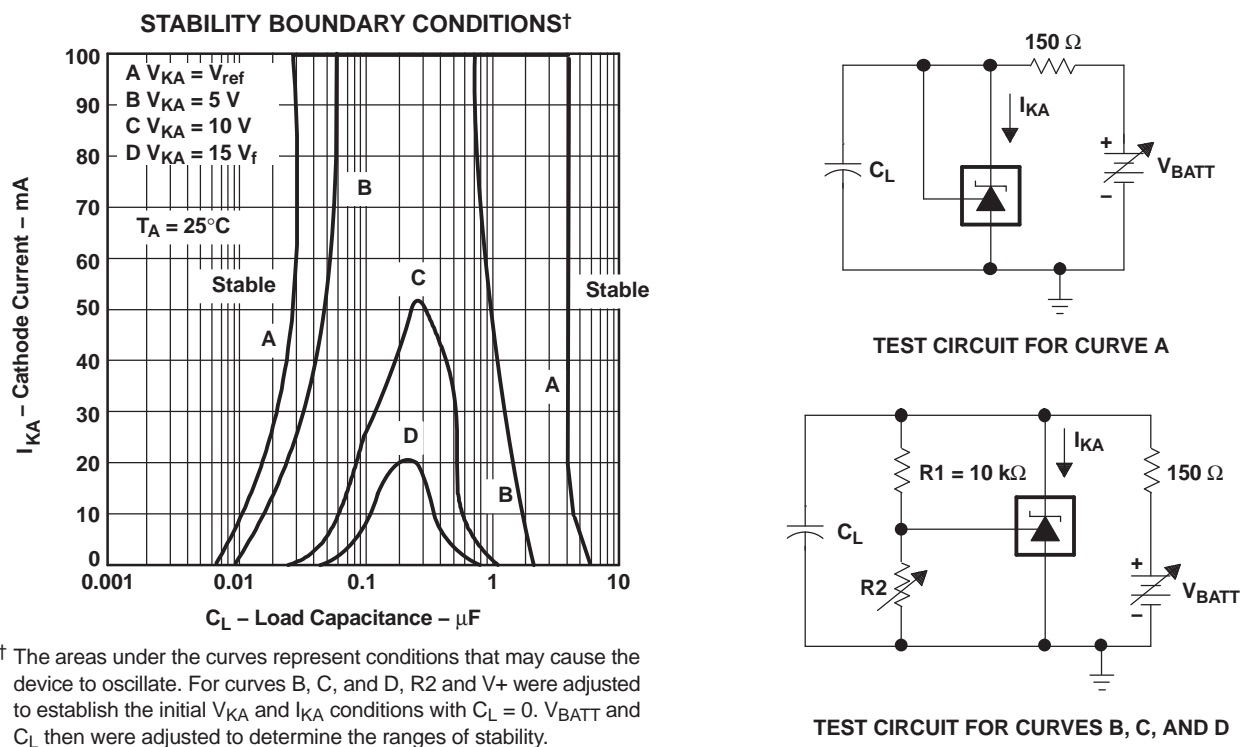 STABILITY BOUNDARY CONDITIONS†
100
90
80
70
60
50
40
30
20
10
0
I_KA – Cathode Current – mA
A V_KA = V_ref
B V_KA = 5 V
C V_KA = 10 V
D V_KA = 15 V_f
T_A = 25°C
B
Stable
C
Stable
A
A
D
B
0.001
0.01
0.1
1
10
C_L – Load Capacitance – μF
† The areas under the curves represent conditions that may cause the
device to oscillate. For curves B, C, and D, R2 and V+ were adjusted
to establish the initial V_KA and I_KA conditions with C_L = 0. V_BATT and
C_L then were adjusted to determine the ranges of stability.
150 Ω
I_KA
C_L
+
V_BATT
–
TEST CIRCUIT FOR CURVE A
I_KA
R1 = 10 kΩ
150 Ω
C_L
R2
+
V_BATT
–
TEST CIRCUIT FOR CURVES B, C, AND D